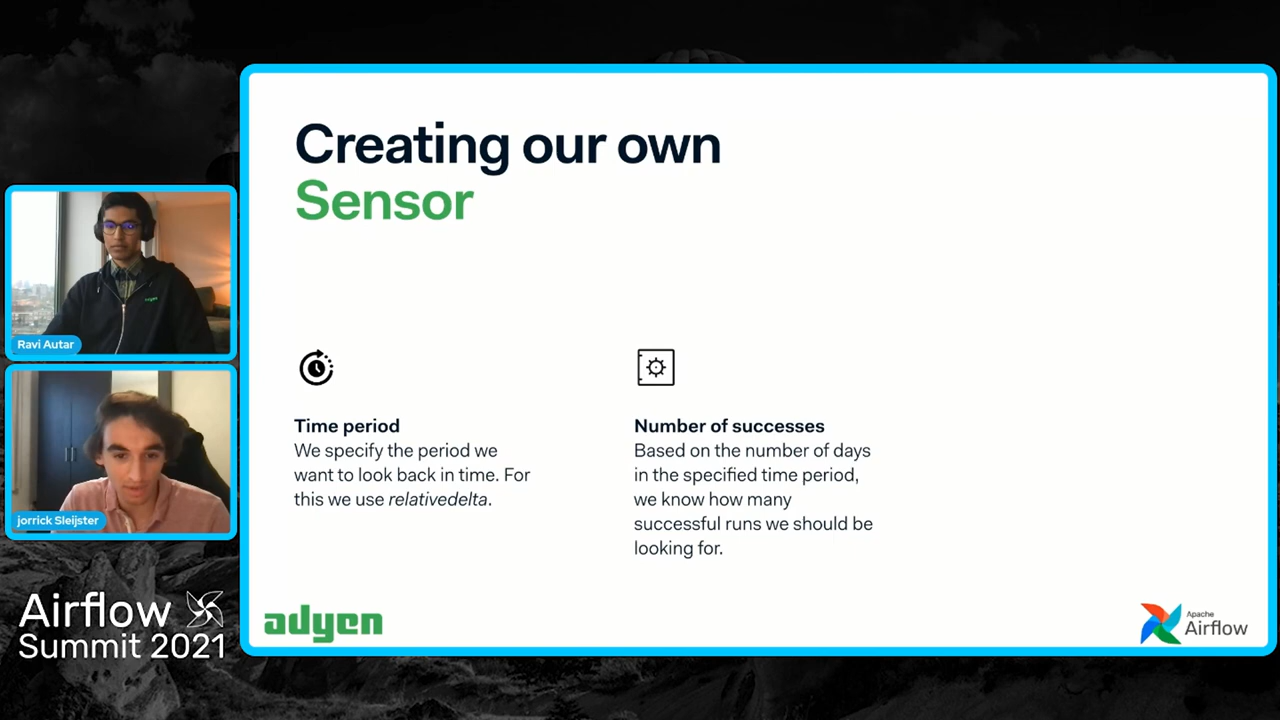 Creating our own
Sensor
Time period
We specify the period we
want to look back in time. For
this we use relativedelta.
Number of successes
Based on the number of days
in the specified time period,
we know how many
successful runs we should be
looking for.
adyen
Apache
Airflow
adyen
Ravi Autar
jorrick Sleijster
Airflow
Summit 2021